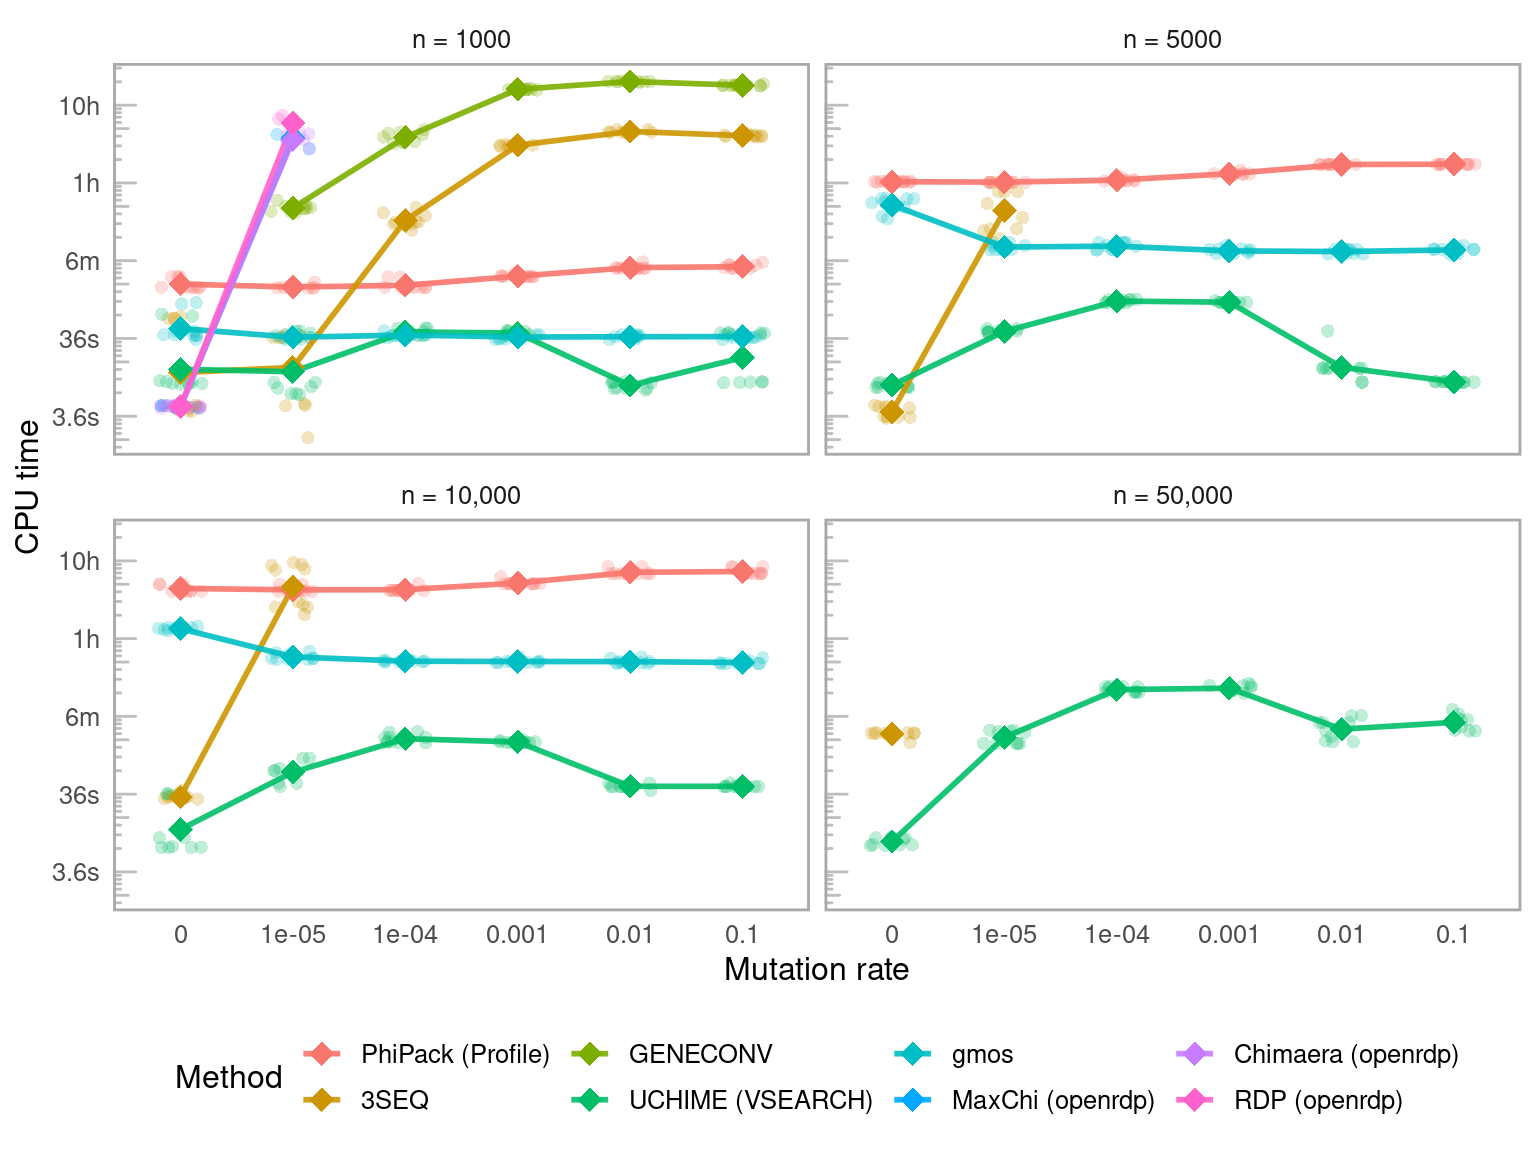 n = 1000
n = 5000
10h
1h
6m
36s
3.6s
n = 10,000
n = 50,000
CPU time
10h
1h
6m
36s
3.6s
0 1e-05 1e-04 0.001 0.01 0.1
0 1e-05 1e-04 0.001 0.01 0.1
Mutation rate
Method
PhiPack (Profile) GENECONV gmos Chimaera (openrdp)
3SEQ UCHIME (VSEARCH) MaxChi (openrdp) RDP (openrdp)